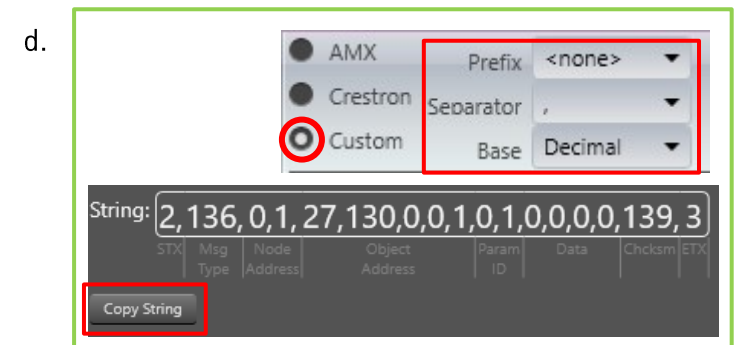 d.
AMX Prefix <none>
Crestron Separator ,
Custom Base Decimal
String: 2, 136, 0,1, 27,130,0,0,1,0,1,0,0,0,0,139, 3
STX Msg Type Node Address Object Address Param ID Data Chcksm ETX
Copy String